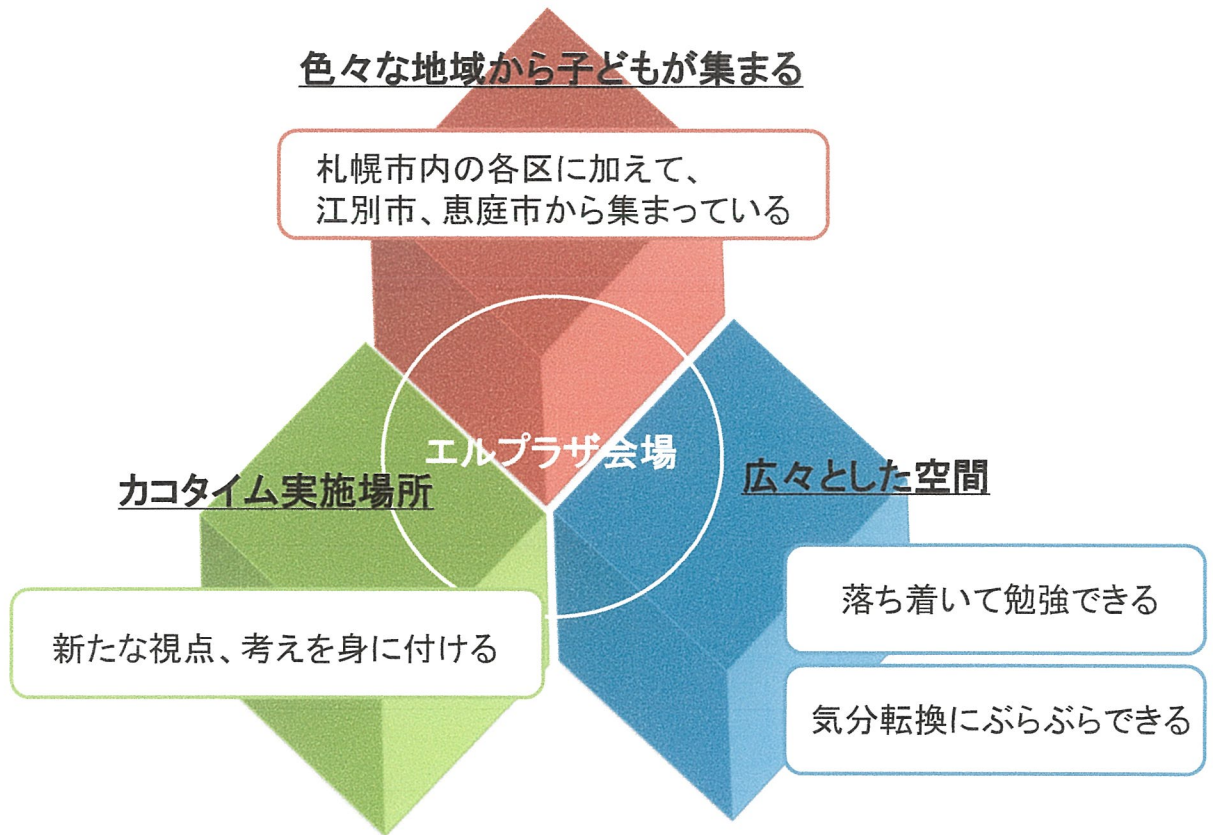 色々な地域から子どもが集まる
札幌市内の各区に加えて、
江別市、恵庭市から集まっている
エルプラザ会場
カコタイム実施場所
新たな視点、考えを身に付ける
広々とした空間
落ち着いて勉強できる
気分転換にぶらぶらできる